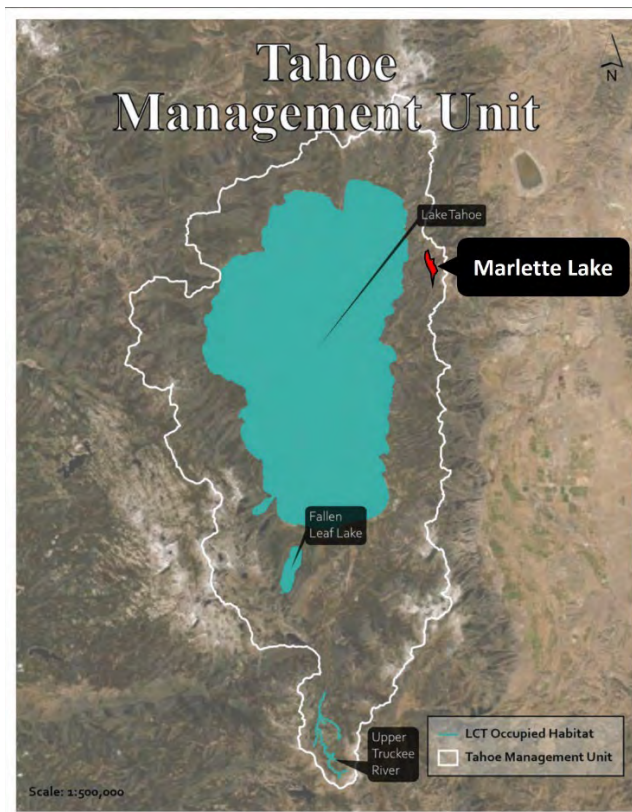 Tahoe
Management Unit
N
Lake Tahoe
Marlette Lake
Fallen
Leaf Lake
Upper
Truckee
River
LCT Occupied Habitat
Tahoe Management Unit
Scale: 1:500,000